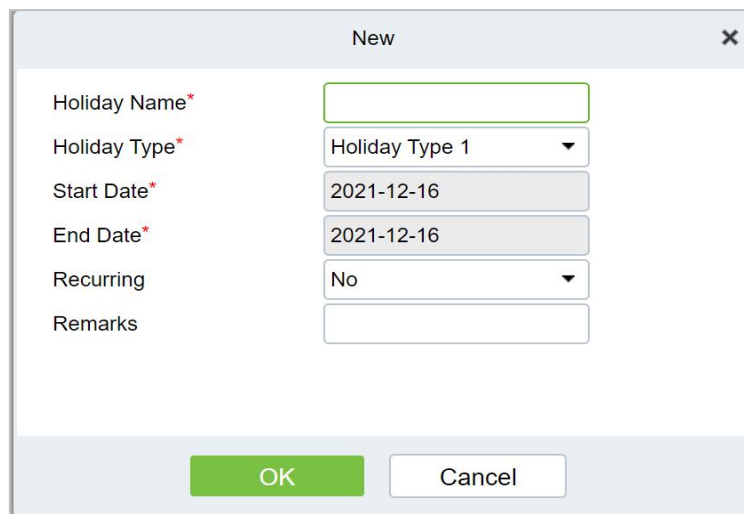 New
Holiday Name*
Holiday Type* Holiday Type 1
Start Date* 2021-12-16
End Date* 2021-12-16
Recurring No
Remarks
OK Cancel